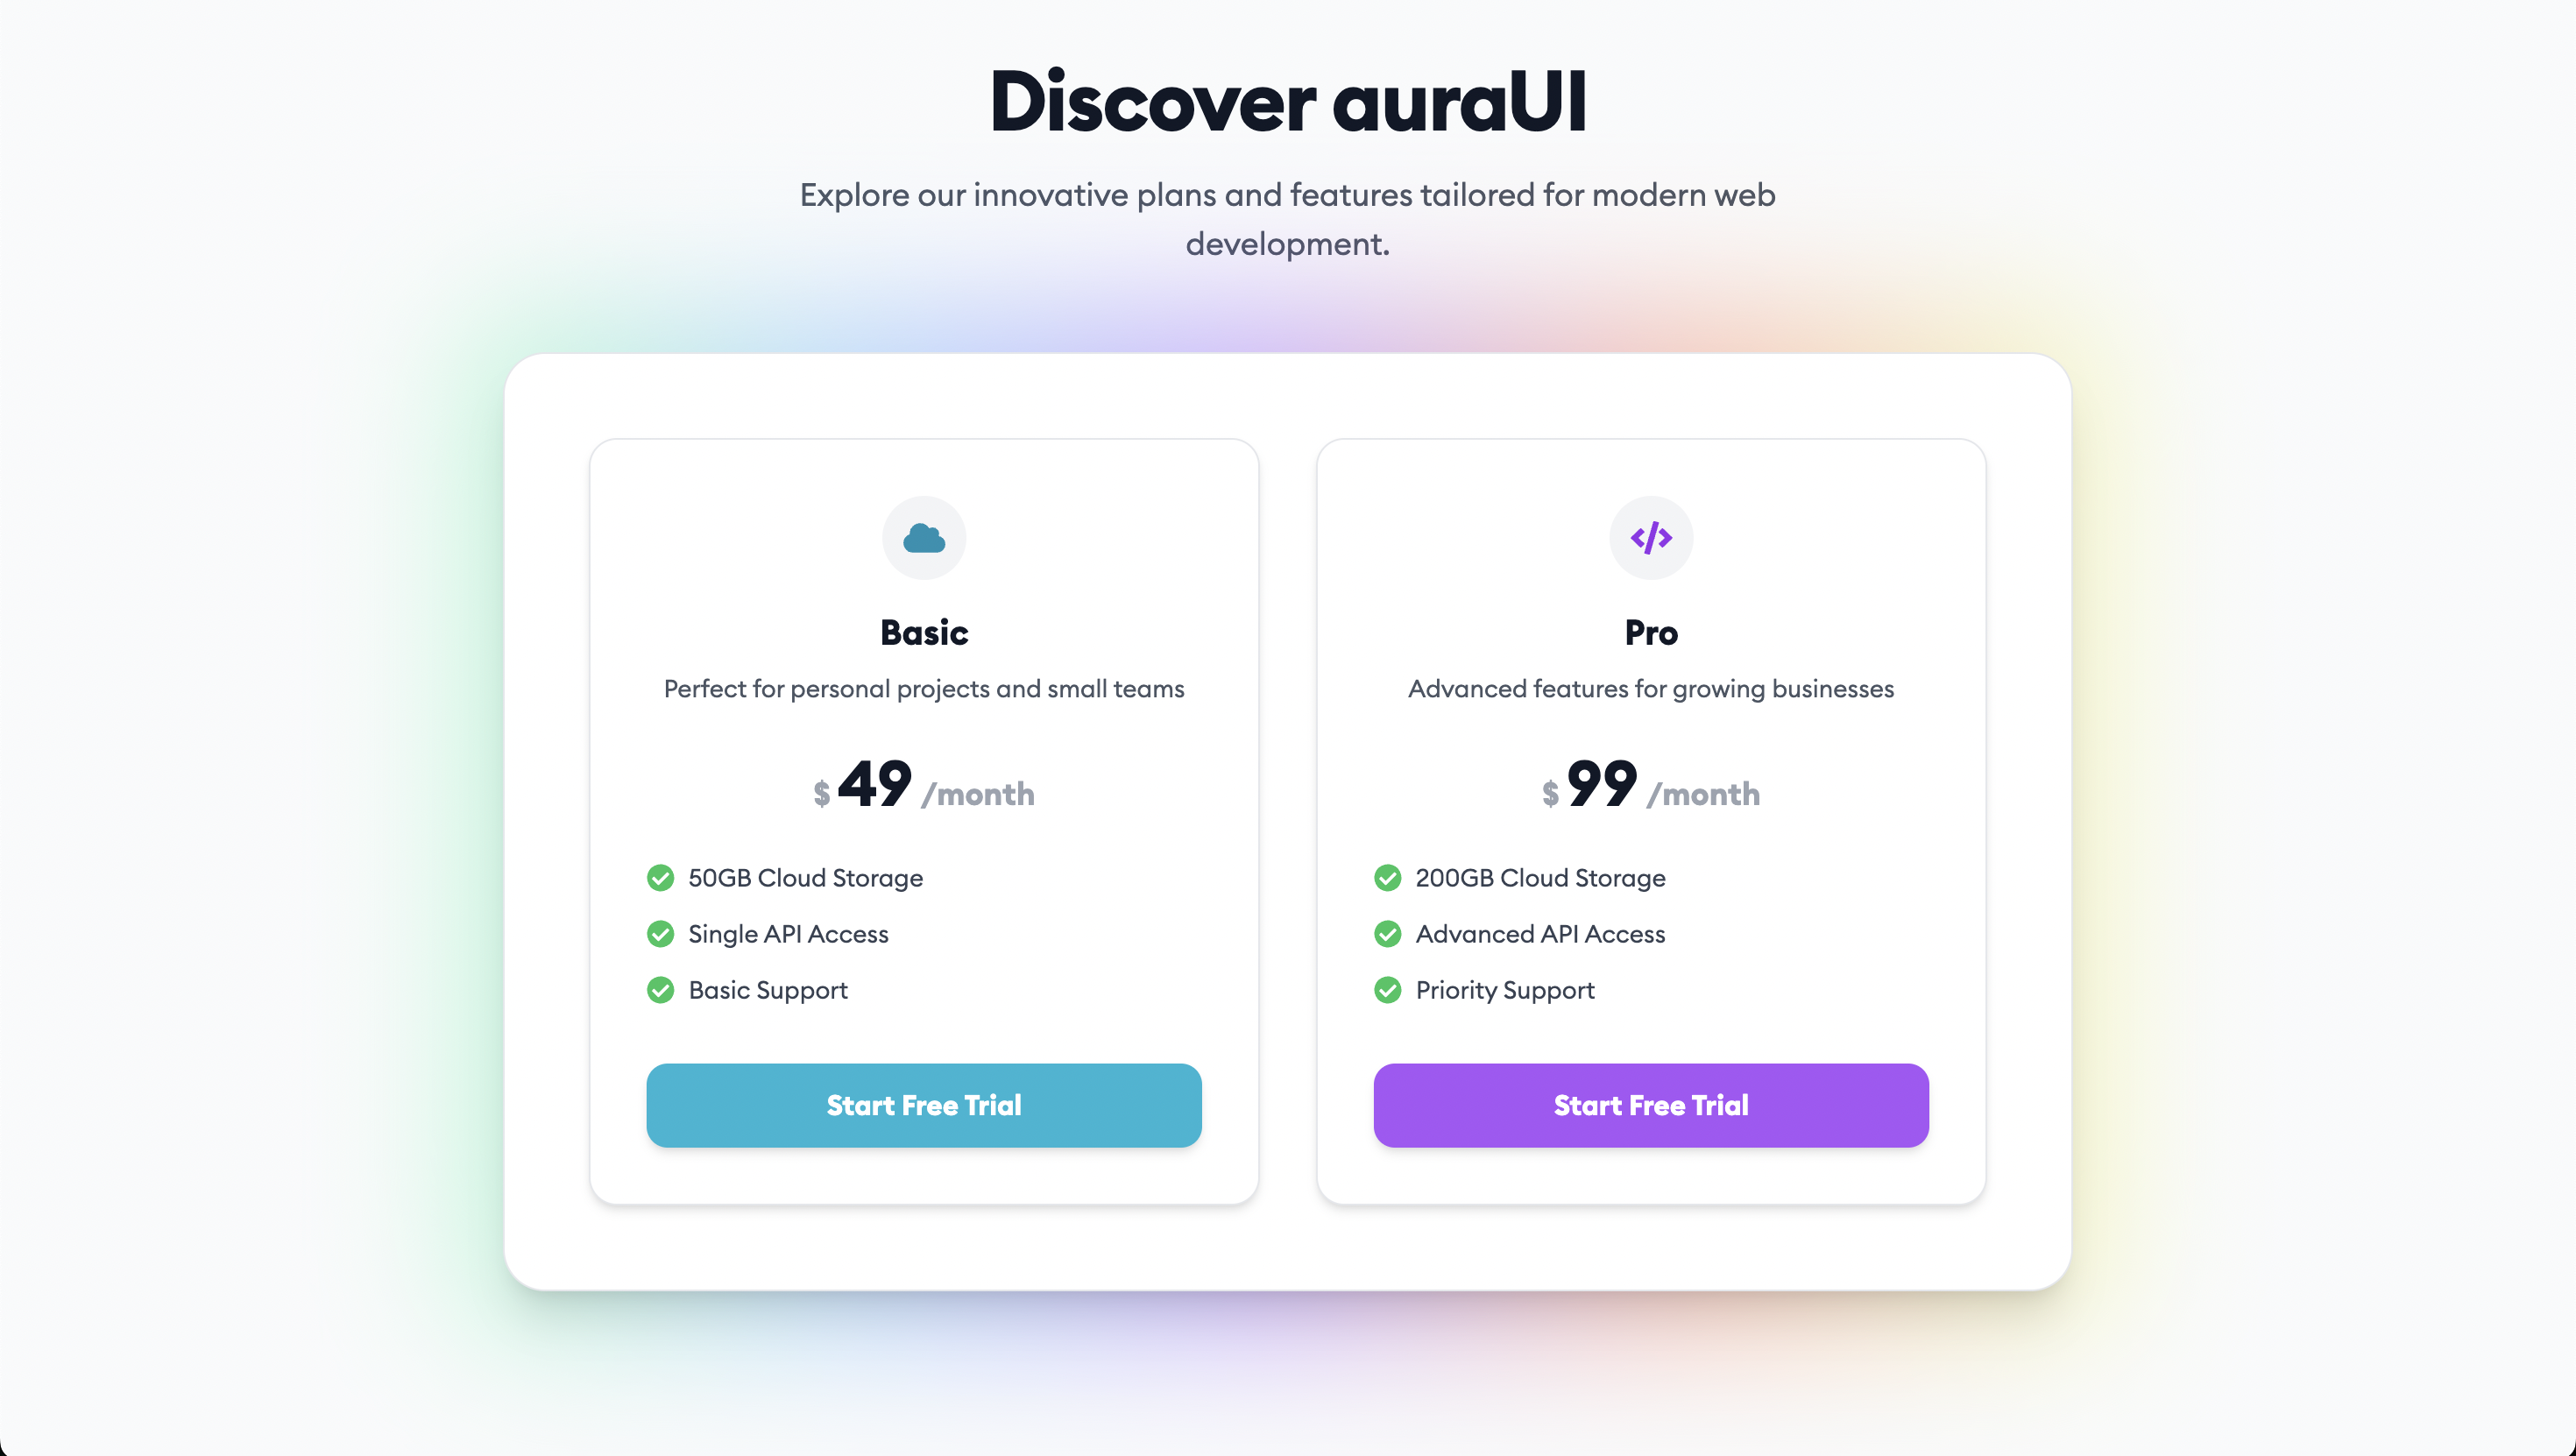 Discover auraUI
Explore our innovative plans and features tailored for modern web
development.
Basic
Perfect for personal projects and small teams
$ 49 /month
50GB Cloud Storage
Single API Access
Basic Support
Start Free Trial
Pro
Advanced features for growing businesses
$ 99 /month
200GB Cloud Storage
Advanced API Access
Priority Support
Start Free Trial